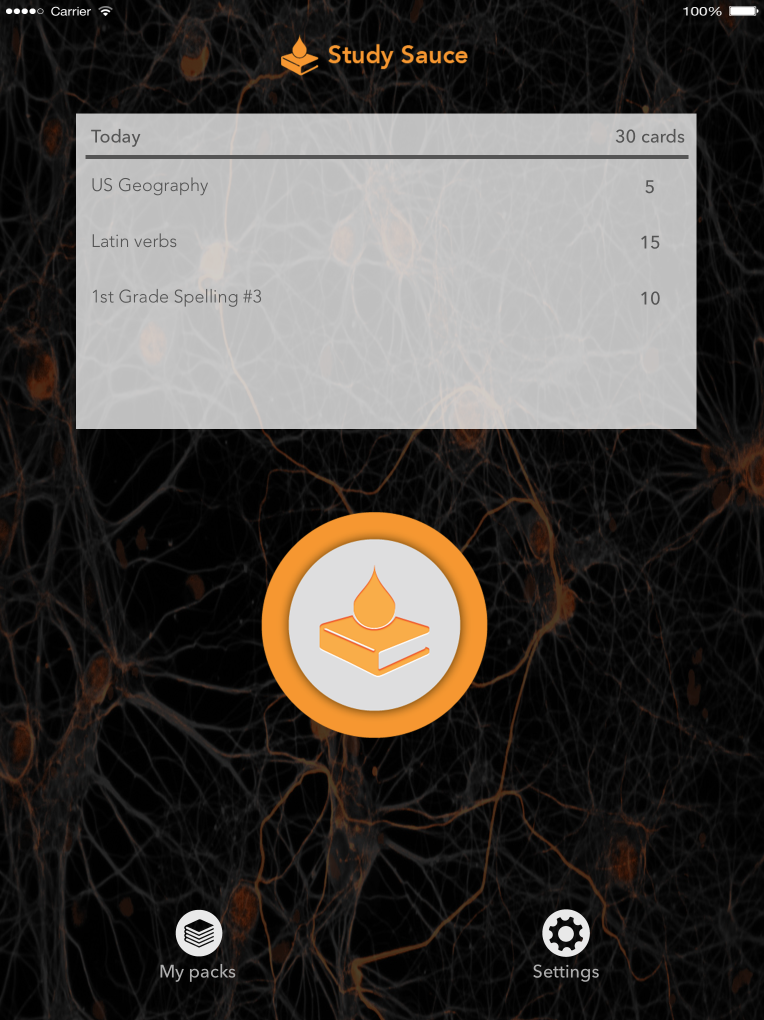 Carrier 100%
Study Sauce
Today 30 cards
US Geography 5
Latin verbs 15
1st Grade Spelling #3 10
My packs Settings